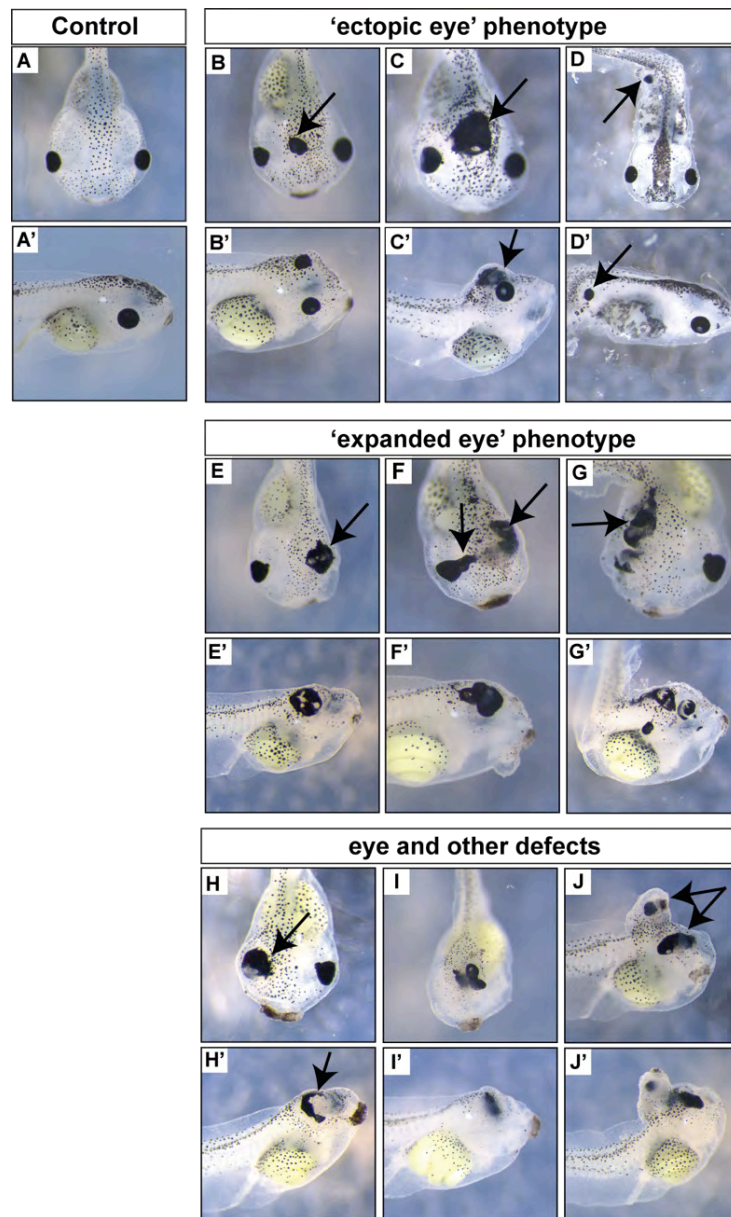 Control
'ectopic eye' phenotype
A
B
C
D
A'
B'
C'
D'
'expanded eye' phenotype
E
F
G
E'
F'
G'
eye and other defects
H
I
J
H'
I'
J'